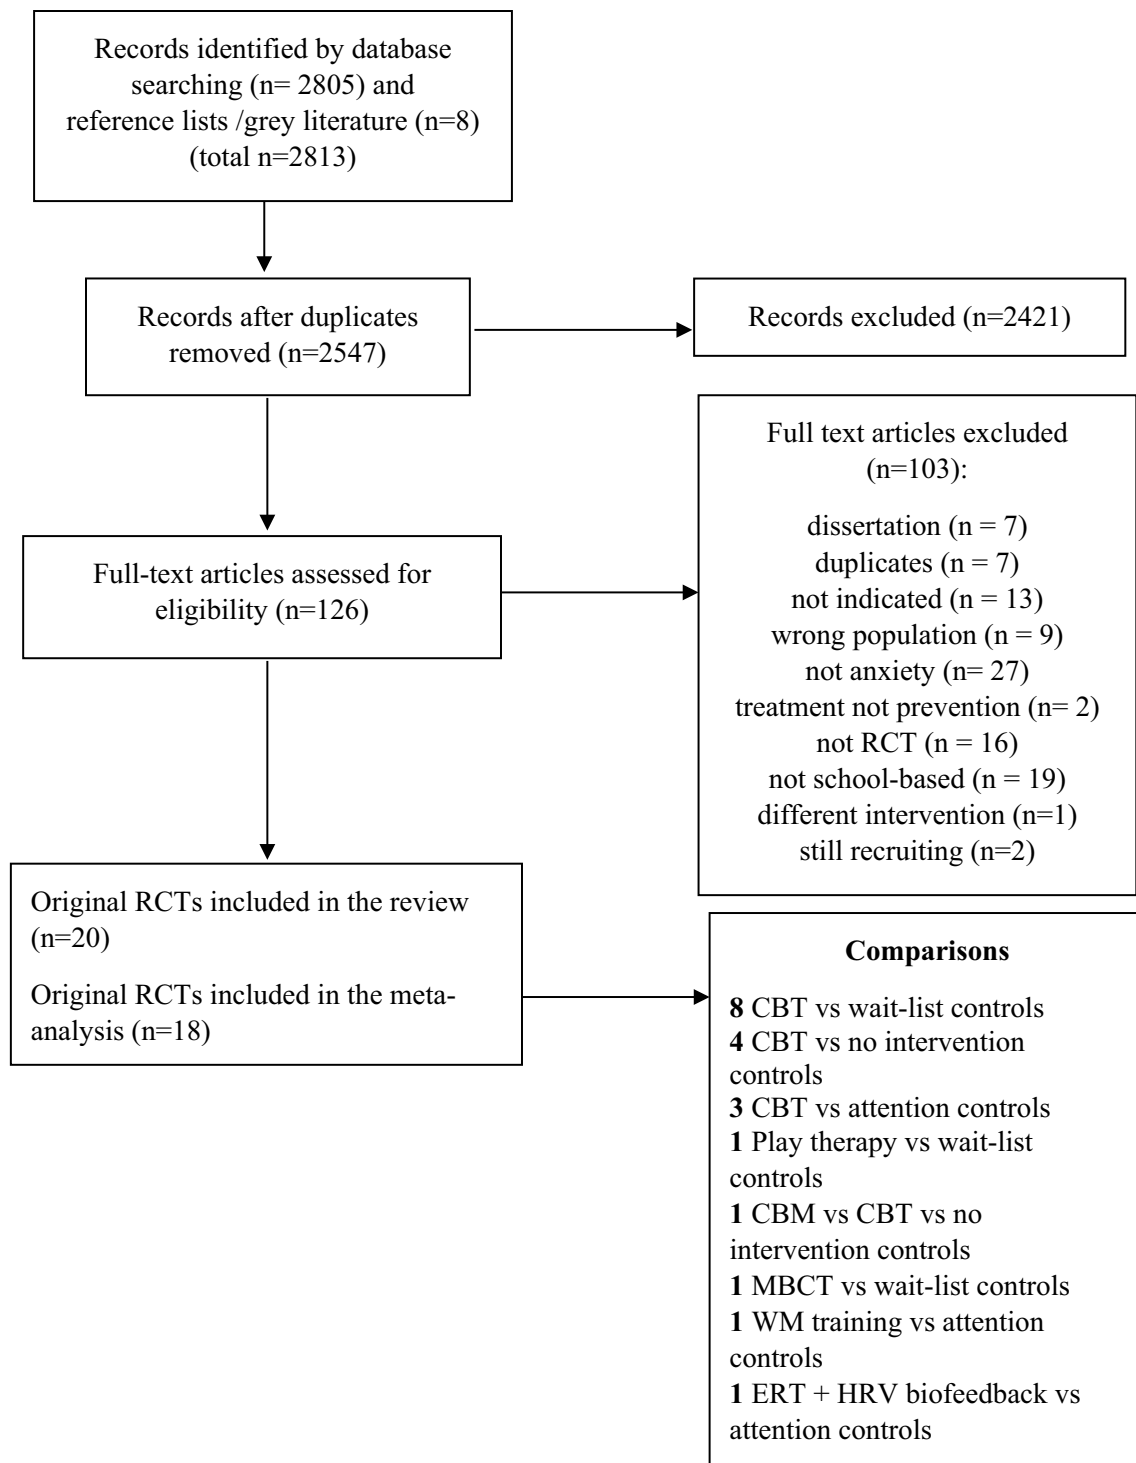 Records identified by database
searching (n= 2805) and
reference lists /grey literature (n=8)
(total n=2813)
Records after duplicates
removed (n=2547)
Records excluded (n=2421)
Full-text articles assessed for
eligibility (n=126)
Full text articles excluded
(n=103):
dissertation (n = 7)
duplicates (n = 7)
not indicated (n = 13)
wrong population (n = 9)
not anxiety (n= 27)
treatment not prevention (n= 2)
not RCT (n = 16)
not school-based (n = 19)
different intervention (n=1)
still recruiting (n=2)
Original RCTs included in the review
(n=20)
Original RCTs included in the meta-
analysis (n=18)
Comparisons
8 CBT vs wait-list controls
4 CBT vs no intervention
controls
3 CBT vs attention controls
1 Play therapy vs wait-list
controls
1 CBM vs CBT vs no
intervention controls
1 MBCT vs wait-list controls
1 WM training vs attention
controls
1 ERT + HRV biofeedback vs
attention controls